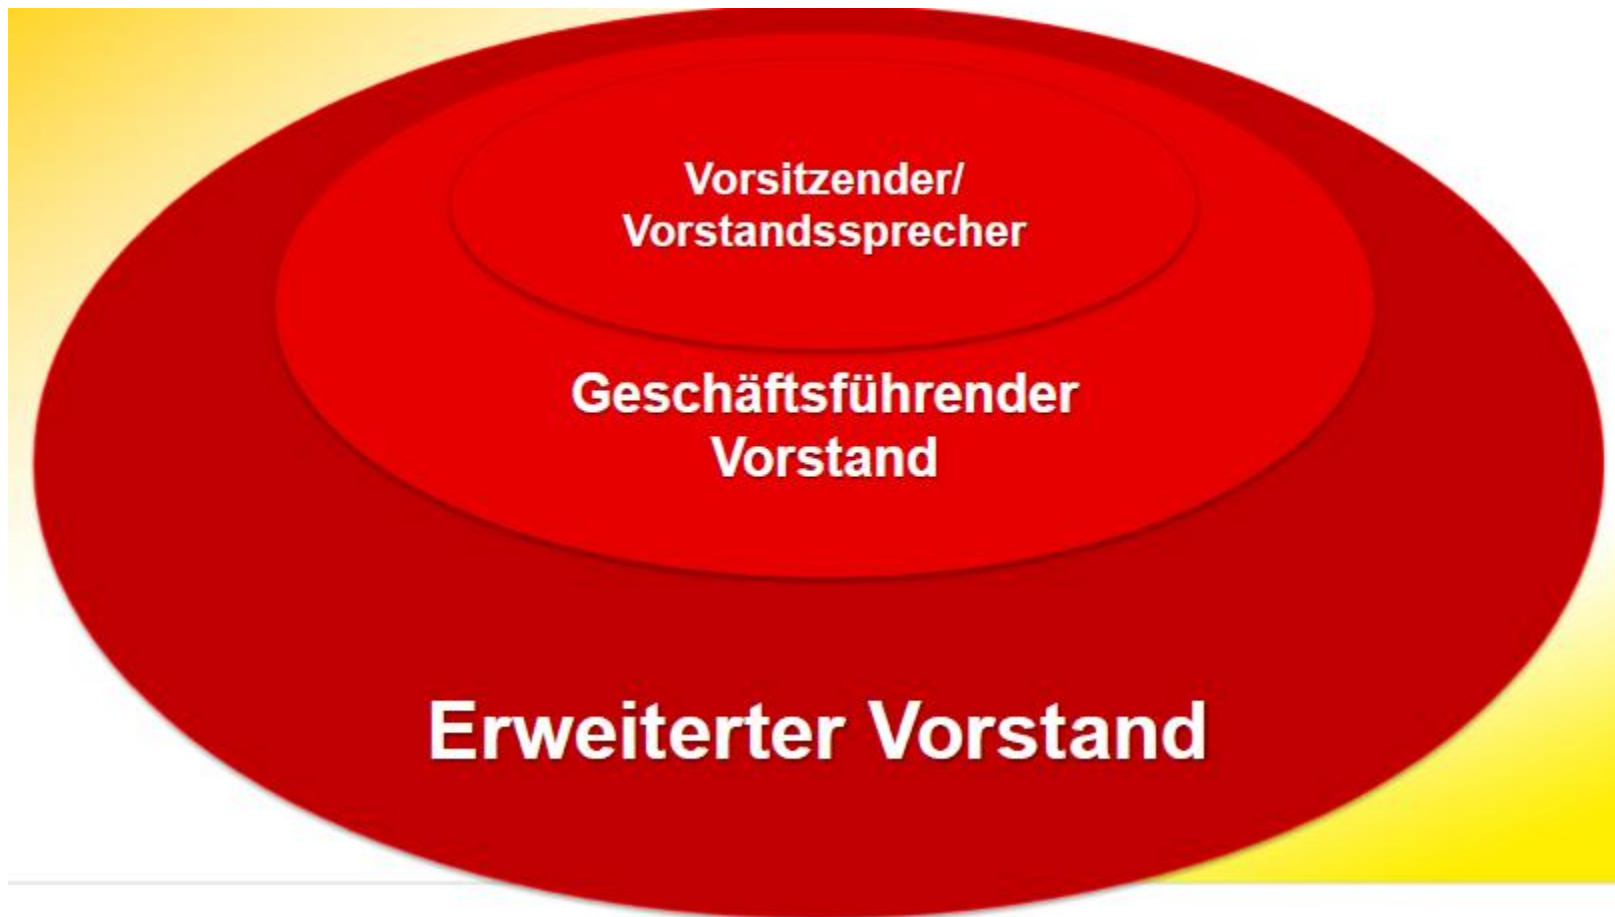 Vorsitzender/
Vorstandssprecher
Geschäftsführender
Vorstand
Erweiterter Vorstand